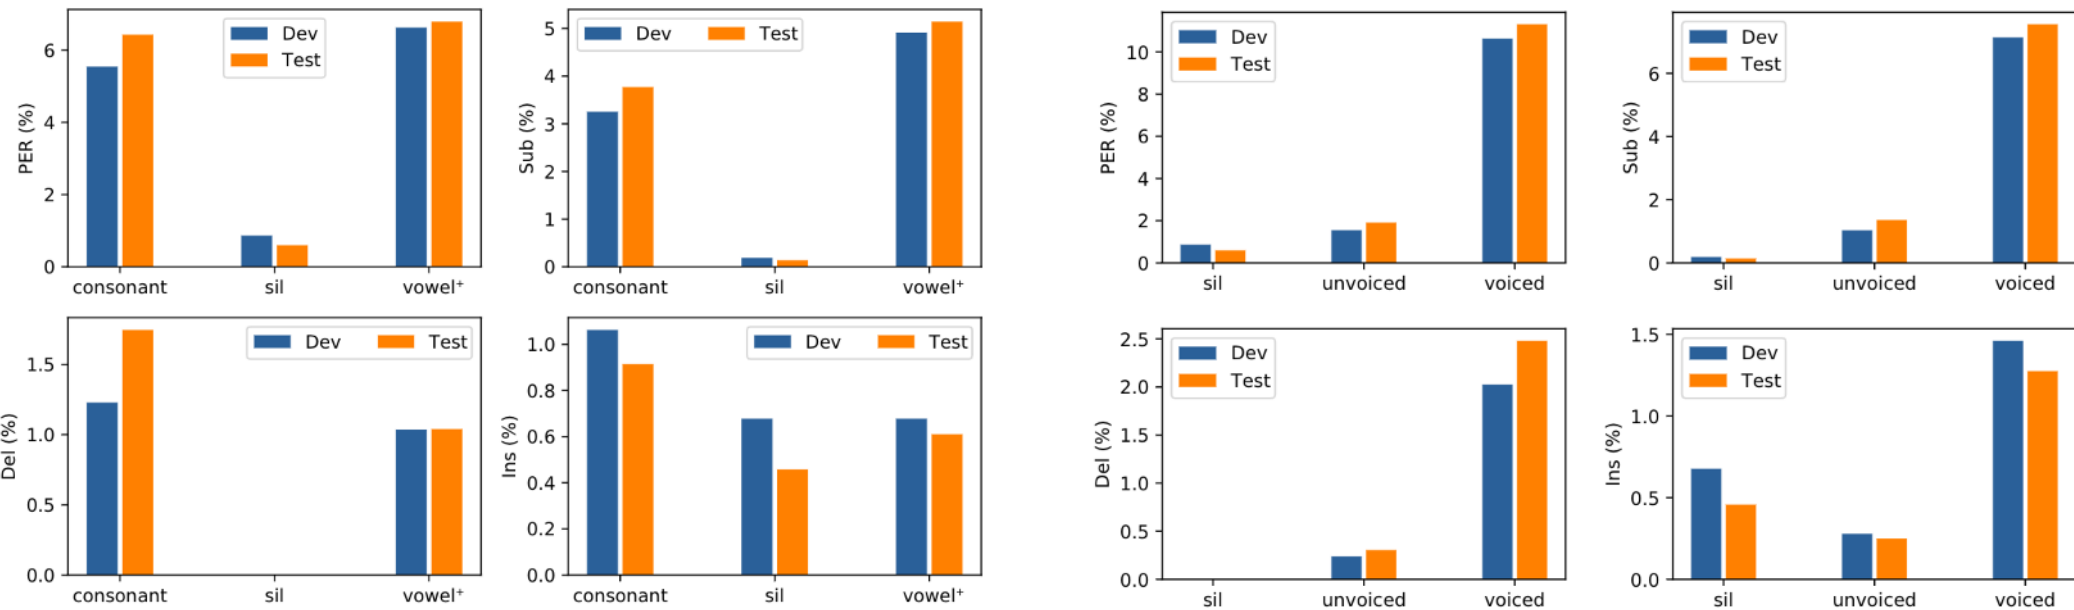 PER (%)
6
4
2
0
Dev
Test
consonant
sil
vowel⁺
Sub (%)
5
4
3
2
1
0
Dev
Test
consonant
sil
vowel⁺
PER (%)
10
8
6
4
2
0
Dev
Test
sil
unvoiced
voiced
Sub (%)
6
4
2
0
Dev
Test
sil
unvoiced
voiced
Del (%)
1.5
1.0
0.5
0.0
Dev
Test
consonant
sil
vowel⁺
Ins (%)
1.0
0.8
0.6
0.4
0.2
0.0
Dev
Test
consonant
sil
vowel⁺
Del (%)
2.5
2.0
1.5
1.0
0.5
0.0
Dev
Test
sil
unvoiced
voiced
Ins (%)
1.5
1.0
0.5
0.0
Dev
Test
sil
unvoiced
voiced